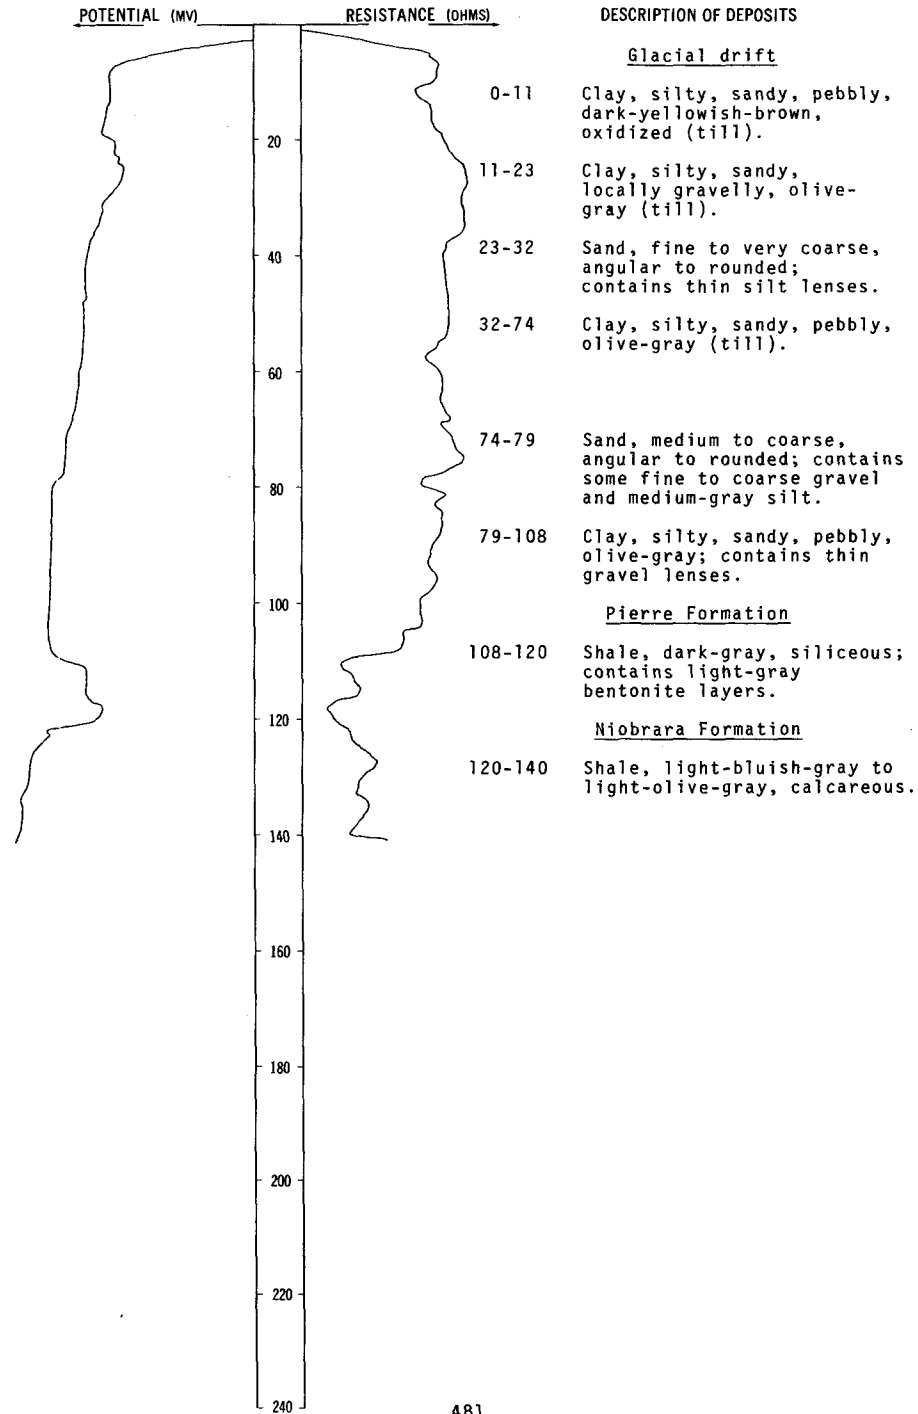 POTENTIAL (MV) RESISTANCE (OHMS) DESCRIPTION OF DEPOSITS
Glacial drift
0-11 Clay, silty, sandy, pebbly,
dark-yellowish-brown,
oxidized (till).
20
11-23 Clay, silty, sandy,
locally gravelly, olive-
gray (till).
23-32 Sand, fine to very coarse,
40 angular to rounded;
contains thin silt lenses.
32-74 Clay, silty, sandy, pebbly,
olive-gray (till).
60
74-79 Sand, medium to coarse,
angular to rounded; contains
some fine to coarse gravel
80 and medium-gray silt.
79-108 Clay, silty, sandy, pebbly,
olive-gray; contains thin
gravel lenses.
100
Pierre Formation
108-120 Shale, dark-gray, siliceous;
contains light-gray
bentonite layers.
120
Niobrara Formation
120-140 Shale, light-bluish-gray to
light-olive-gray, calcareous.
140
160
180
200
220
240
481